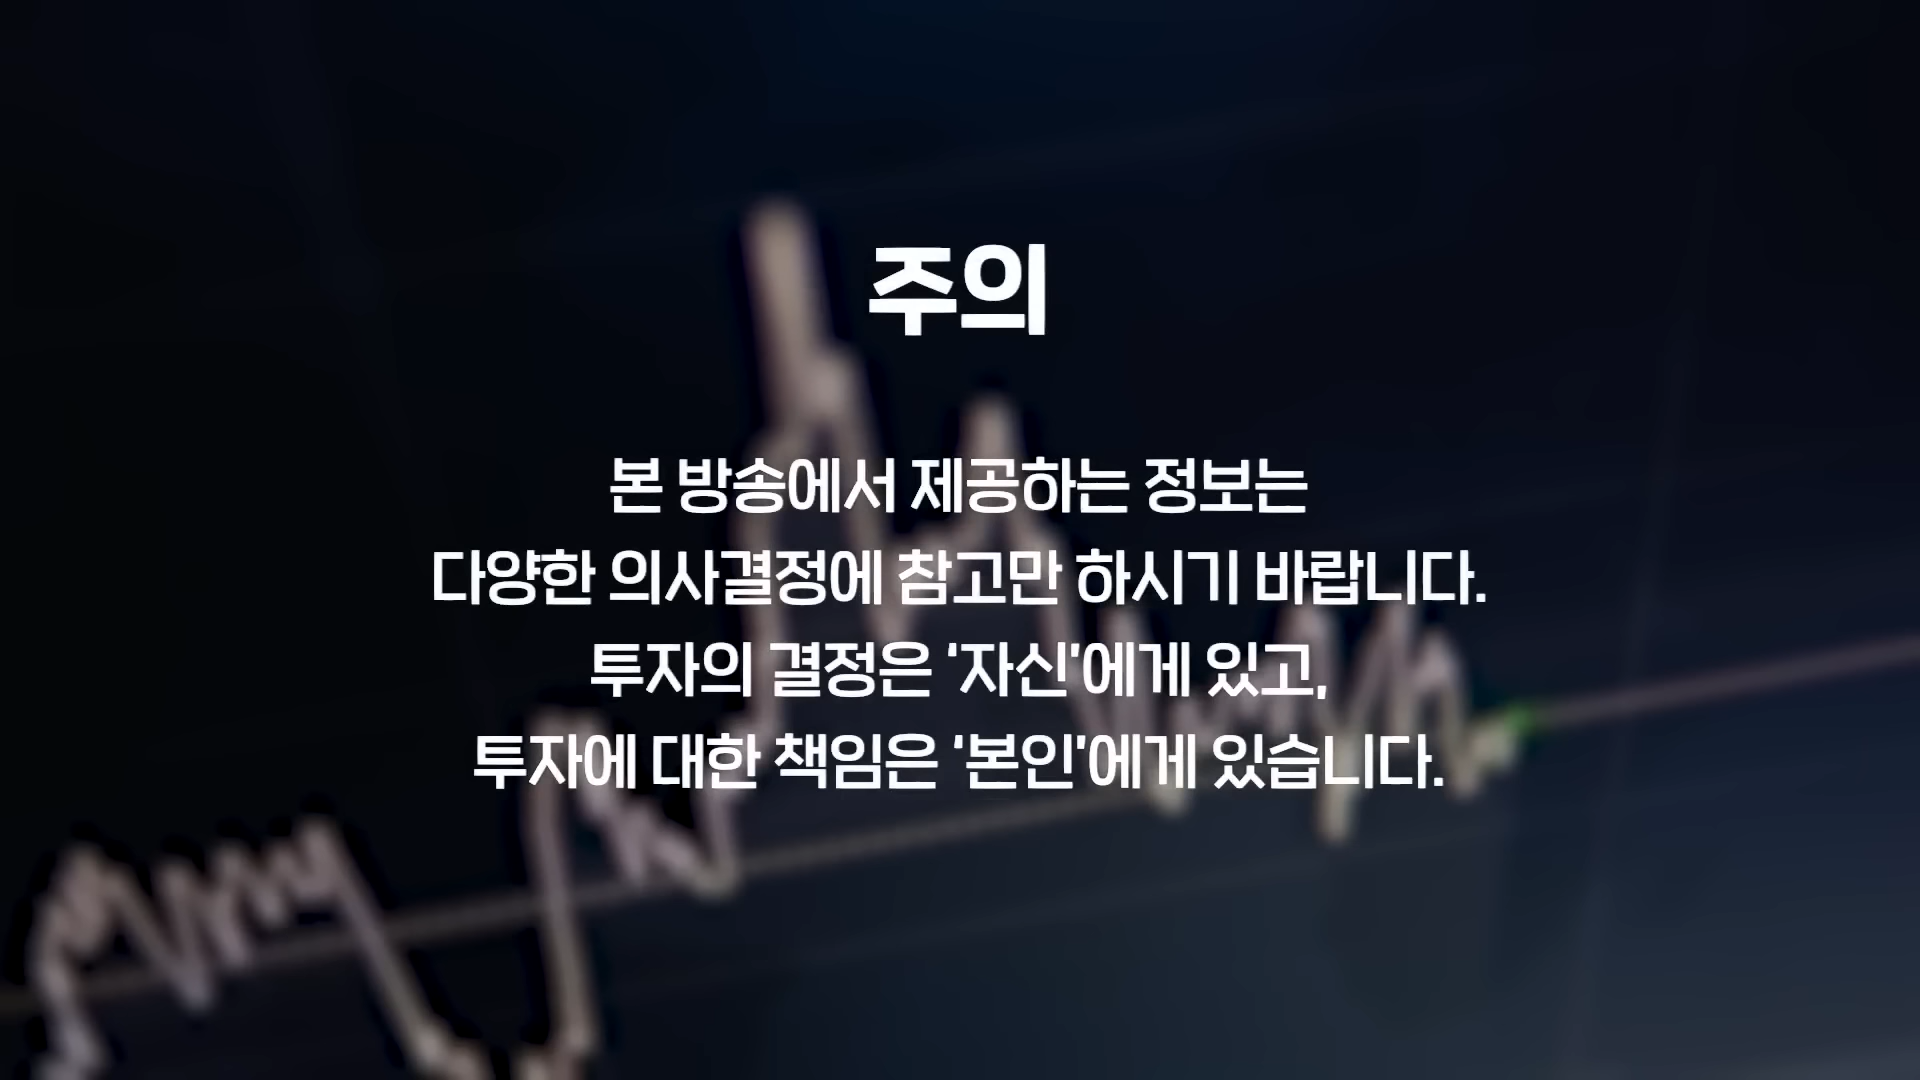 주의
본 방송에서 제공하는 정보는
다양한 의사결정에 참고만 하시기 바랍니다.
투자의 결정은 ‘자신’에게 있고,
투자에 대한 책임은 ‘본인’에게 있습니다.